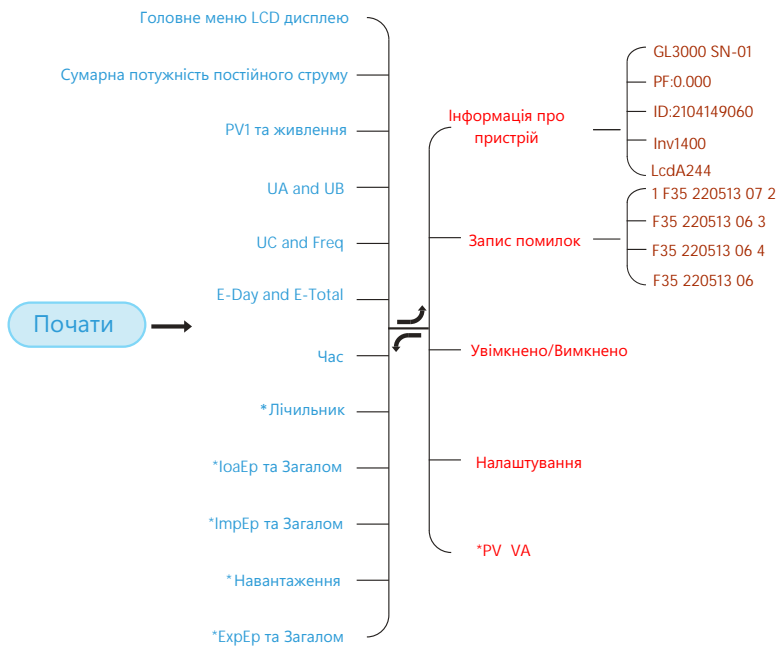 Головне меню LCD дисплею
Сумарна потужність постійного струму
PV1 та живлення
UA and UB
UC and Freq
E-Day and E-Total
Почати
Час
*Лічильник
*IoaEp та Загалом
*ImpEp та Загалом
*Навантаження
*ExpEp та Загалом
Інформація про
пристрій
Запис помилок
Увімкнено/Вимкнено
Налаштування
*PV VA
GL3000 SN-01
PF:0.000
ID:2104149060
Inv1400
LcdA244
1 F35 220513 07 2
F35 220513 06 3
F35 220513 06 4
F35 220513 06